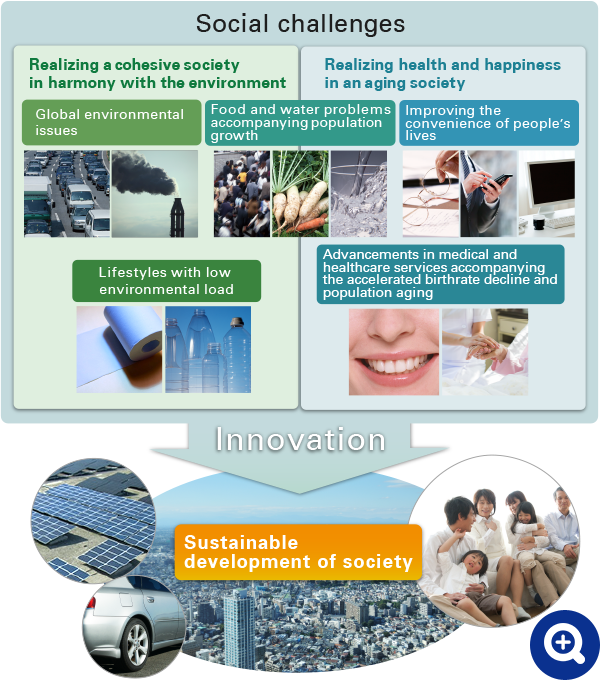 Social challenges
Realizing a cohesive society
in harmony with the environment
Realizing health and happiness
in an aging society
Global environmental
issues
Food and water problems
accompanying population
growth
Improving the
convenience of people's
lives
Lifestyles with low
environmental load
Advancements in medical and
healthcare services accompanying
the accelerated birthrate decline and
population aging
Innovation
Sustainable
development of society